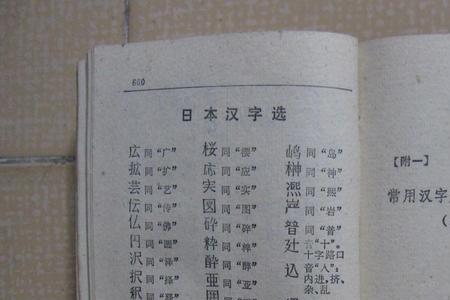 660
日本汉字选
広 同“广”
拡 同“扩”
芸 同“艺”
伝 同“传”
仏 同“佛”
円 同“圆”
沢 同“泽”
択 同“择”
同“释”
桜 同“樱”
応 同“应”
実 同“实”
図 同“图”
砕 同“碎”
粋 同“粹”
酔 同“醉”
亜 同“亚”
同
嶋 同“岛”
榊 同“神”
同“熙”
同“岩”
同“普”
辻 音“十”。
十字路口
込 音“入”：
内进，挤、
杂、乱
【附一】
常用汉字
（